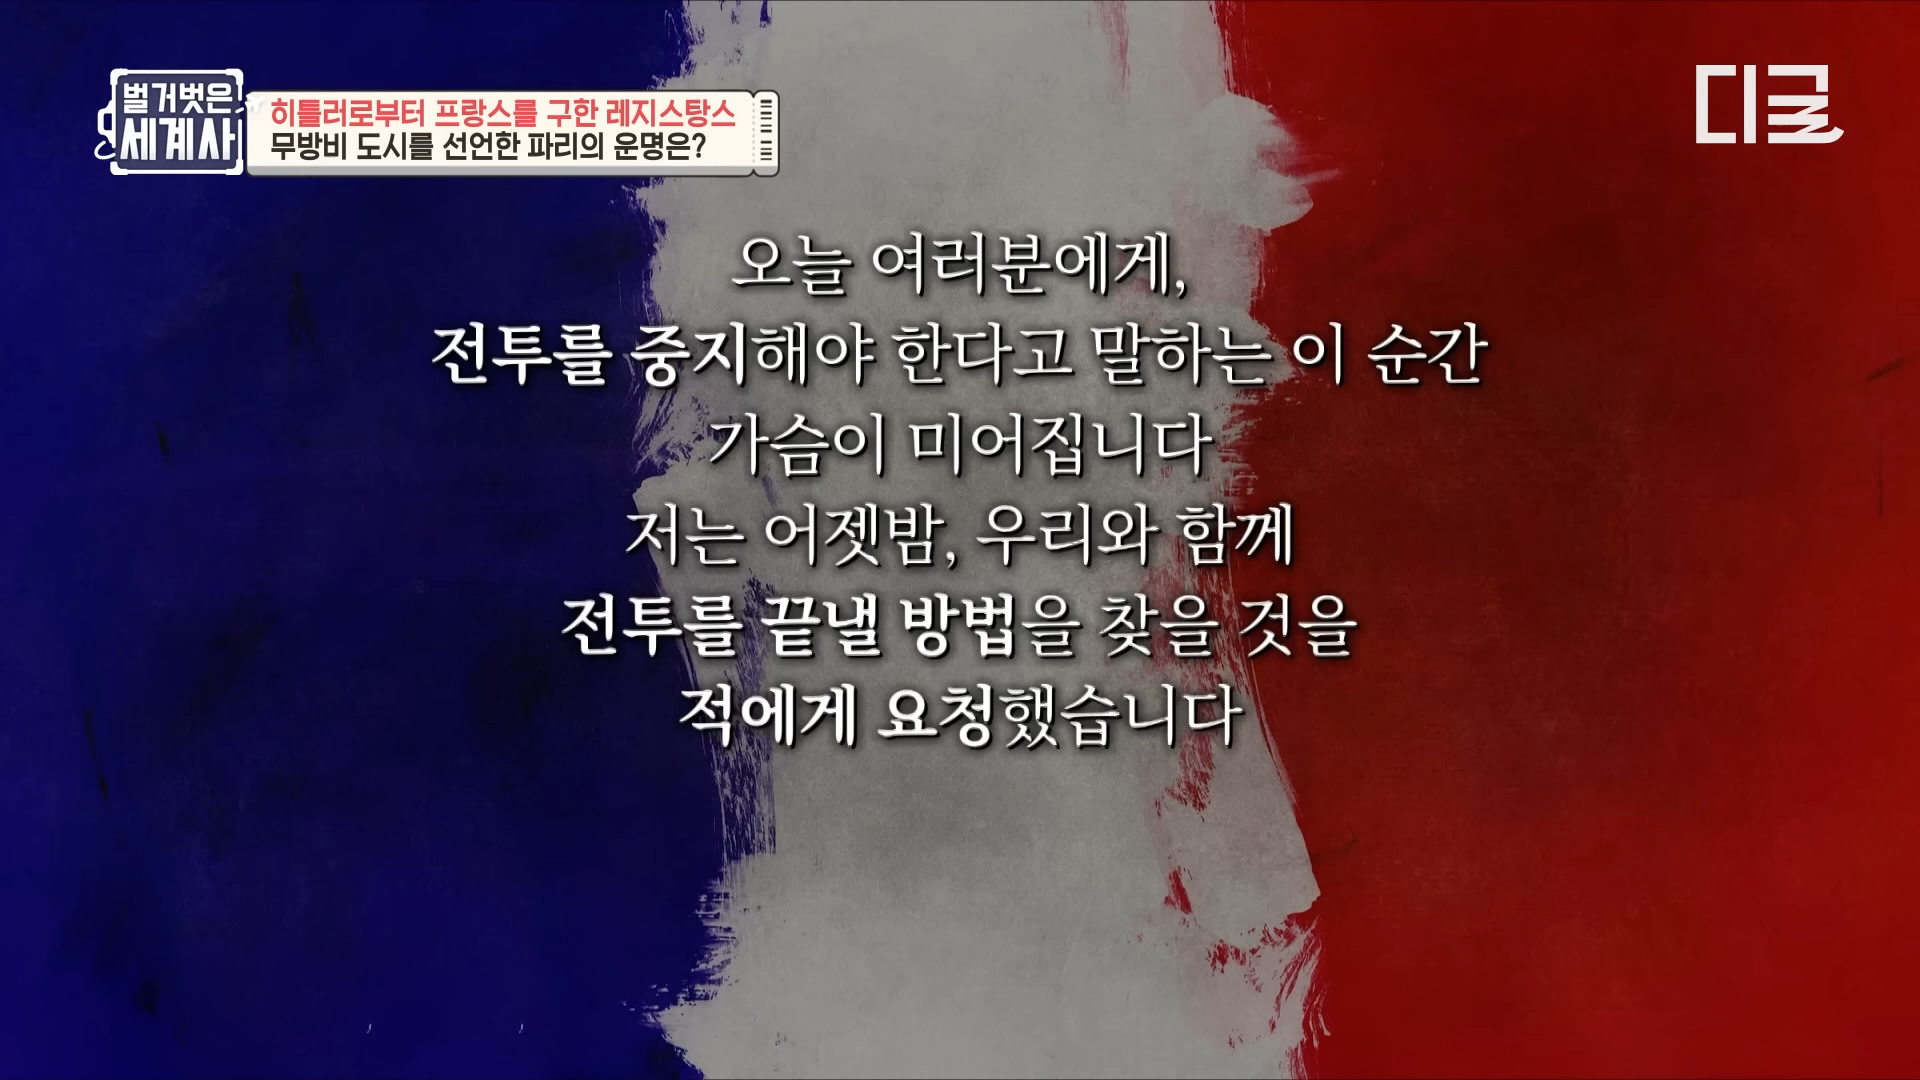 벌거벗은
세계사
히틀러로부터 프랑스를 구한 레지스탕스
무방비 도시를 선언한 파리의 운명은?
디글
오늘 여러분에게,
전투를 중지해야 한다고 말하는 이 순간
가슴이 미어집니다
저는 어젯밤, 우리와 함께
전투를 끝낼 방법을 찾을 것을
적에게 요청했습니다